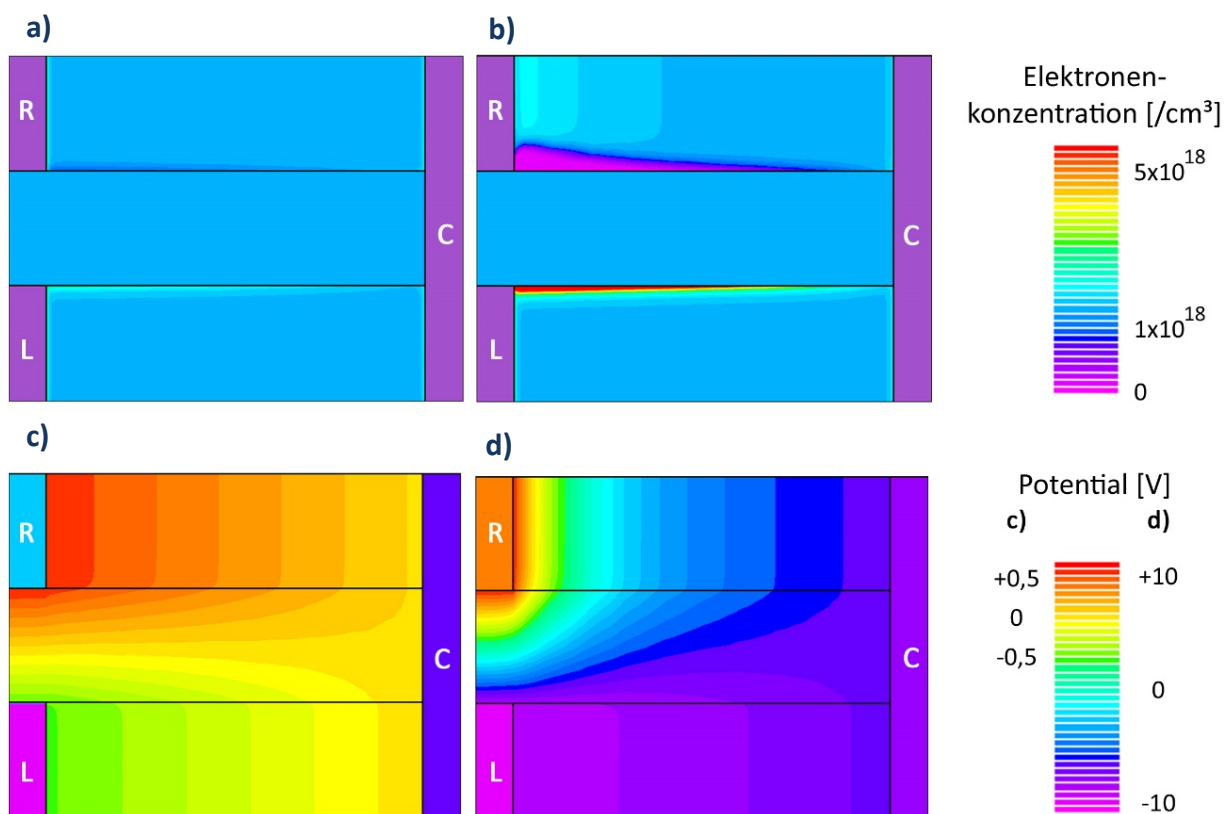 a)
b)
R
C
L
R
C
L
Elektronen-
konzentration [/cm³]
5x10¹⁸
1x10¹⁸
0
c)
d)
R
C
L
R
C
L
Potential [V]
c) d)
+0,5 +10
0
-0,5
0
-10